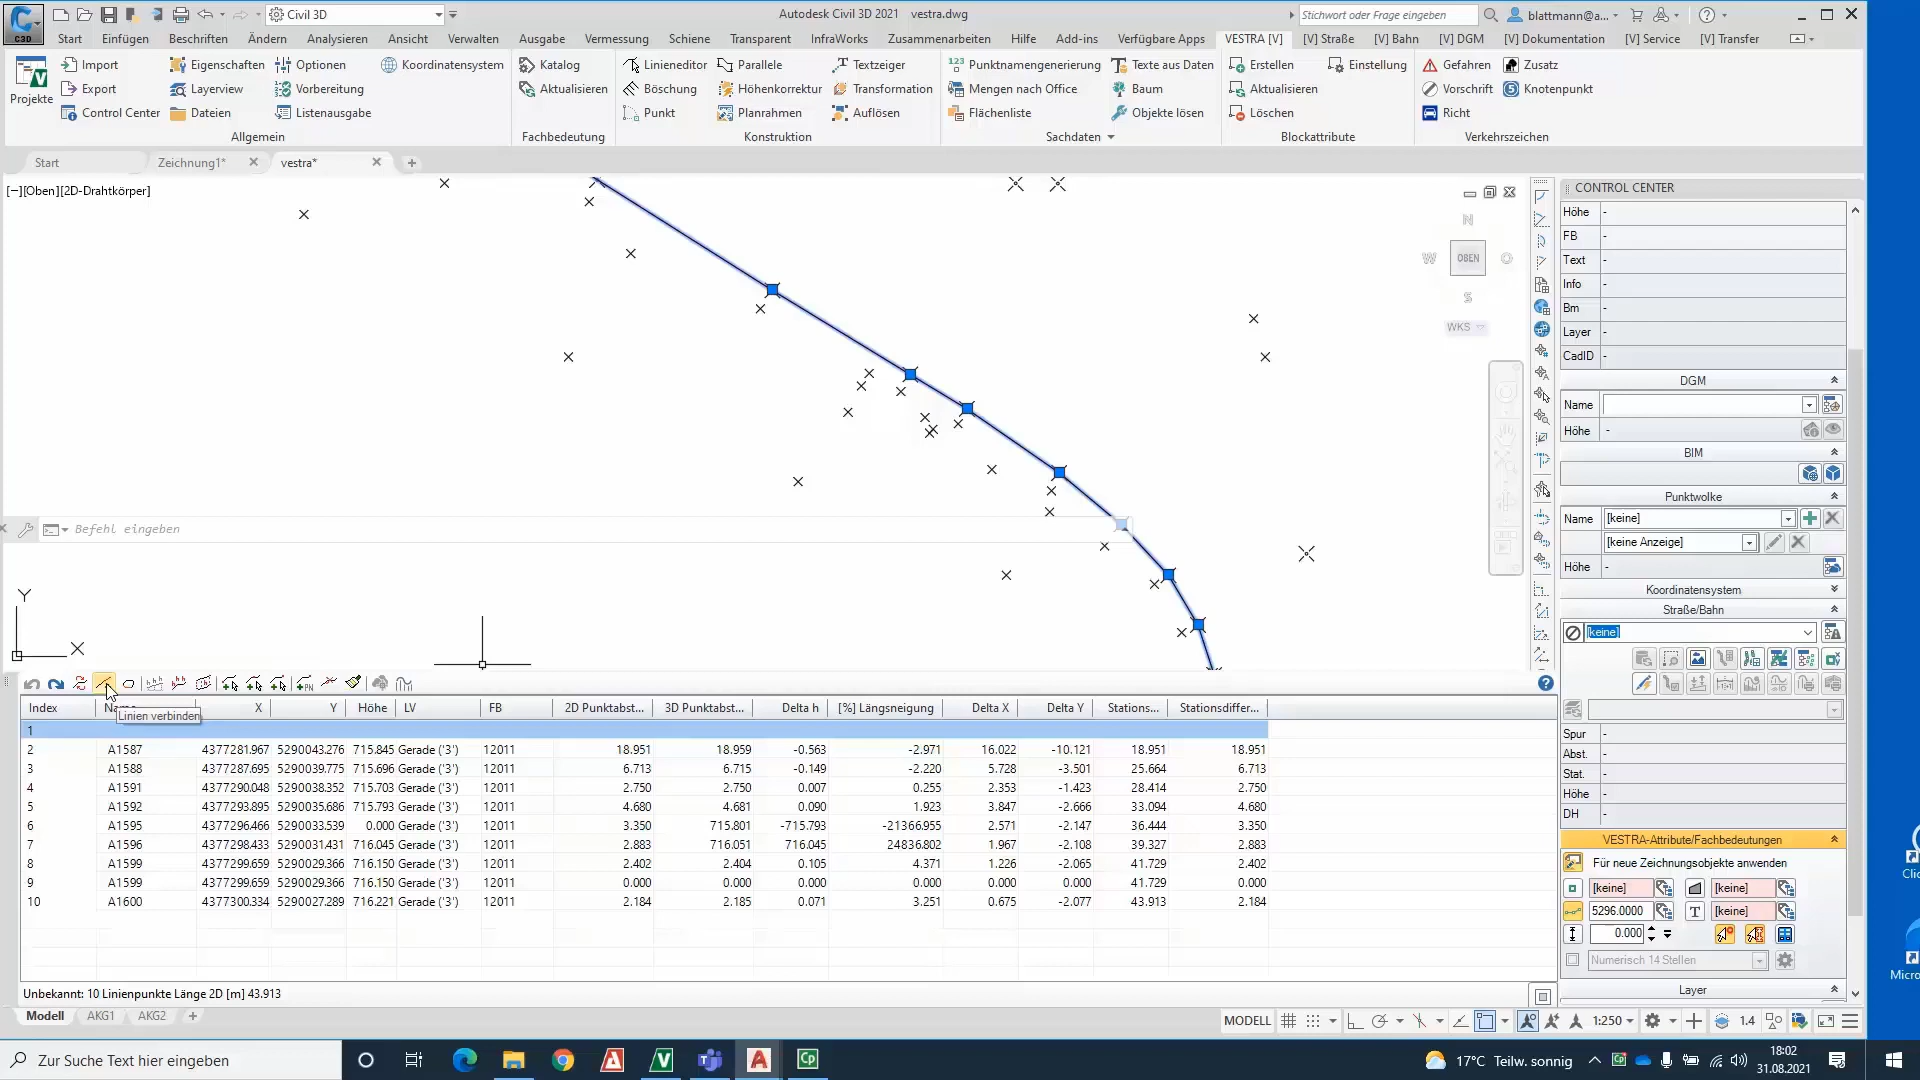 C3D
Civil 3D
Autodesk Civil 3D 2021 vestra.dwg
Stichwort oder Frage eingeben
blattmann@a...
Start Einfügen Beschriften Ändern Analysieren Ansicht Verwalten Ausgabe Vermessung Schiene Transparent InfraWorks Zusammenarbeiten Hilfe Add-ins Verfügbare Apps VESTRA [V] [V] Straße [V] Bahn [V] DGM [V] Dokumentation [V] Service [V] Transfer
Import Eigenschaften Optionen Koordinatensystem Katalog Linieneditor Parallele Textzeiger Punktnamengenerierung Texte aus Daten Erstellen Einstellung Gefahren Zusatz
Projekte Export Layerview Vorbereitung Aktualisieren Böschung Höhenkorrektur Transformation Mengen nach Office Baum Aktualisieren Vorschrift Knotenpunkt
Control Center Dateien Listenausgabe Punkt Planrahmen Auflösen Flächenliste Objekte lösen Löschen Richt
Allgemein Fachbedeutung Konstruktion Sachdaten Blockattribute Verkehrszeichen
Start Zeichnung1* vestra*
[−][Oben][2D-Drahtkörper]
N
W OBEN O
S
WKS
Befehl eingeben
Y
X
CONTROL CENTER
Höhe -
FB -
Text -
Info -
Bm -
Layer -
CadID -
DGM
Name
Höhe -
BIM
Punktwolke
Name [keine]
[keine Anzeige]
Höhe -
Koordinatensystem
Straße/Bahn
[keine]
Spur -
Abst. -
Stat. -
Höhe -
DH -
VESTRA-Attribute/Fachbedeutungen
Für neue Zeichnungsobjekte anwenden
[keine] [keine]
5296.0000 T [keine]
0.000
Numerisch 14 Stellen
Layer
Linien verbinden
Index X Y Höhe LV FB 2D Punktabst... 3D Punktabst... Delta h [%] Längsneigung Delta X Delta Y Stations... Stationsdiffer...
1
2 A1587 4377281.967 5290043.276 715.845 Gerade ('3') 12011 18.951 18.959 -0.563 -2.971 16.022 -10.121 18.951 18.951
3 A1588 4377287.695 5290039.775 715.696 Gerade ('3') 12011 6.713 6.715 -0.149 -2.220 5.728 -3.501 25.664 6.713
4 A1591 4377290.048 5290038.352 715.703 Gerade ('3') 12011 2.750 2.750 0.007 0.255 2.353 -1.423 28.414 2.750
5 A1592 4377293.895 5290035.686 715.793 Gerade ('3') 12011 4.680 4.681 0.090 1.923 3.847 -2.666 33.094 4.680
6 A1595 4377296.466 5290033.539 0.000 Gerade ('3') 12011 3.350 715.801 -715.793 -21366.955 2.571 -2.147 36.444 3.350
7 A1596 4377298.433 5290031.431 716.045 Gerade ('3') 12011 2.883 716.051 716.045 24836.802 1.967 -2.108 39.327 2.883
8 A1599 4377299.659 5290029.366 716.150 Gerade ('3') 12011 2.402 2.404 0.105 4.371 1.226 -2.065 41.729 2.402
9 A1599 4377299.659 5290029.366 716.150 Gerade ('3') 12011 0.000 0.000 0.000 0.000 0.000 0.000 41.729 0.000
10 A1600 4377300.334 5290027.289 716.221 Gerade ('3') 12011 2.184 2.185 0.071 3.251 0.675 -2.077 43.913 2.184
Unbekannt: 10 Linienpunkte Länge 2D [m] 43.913
Modell AKG1 AKG2
MODELL 1:250 1.4
Zur Suche Text hier eingeben
17°C Teilw. sonnig
18:02
31.08.2021